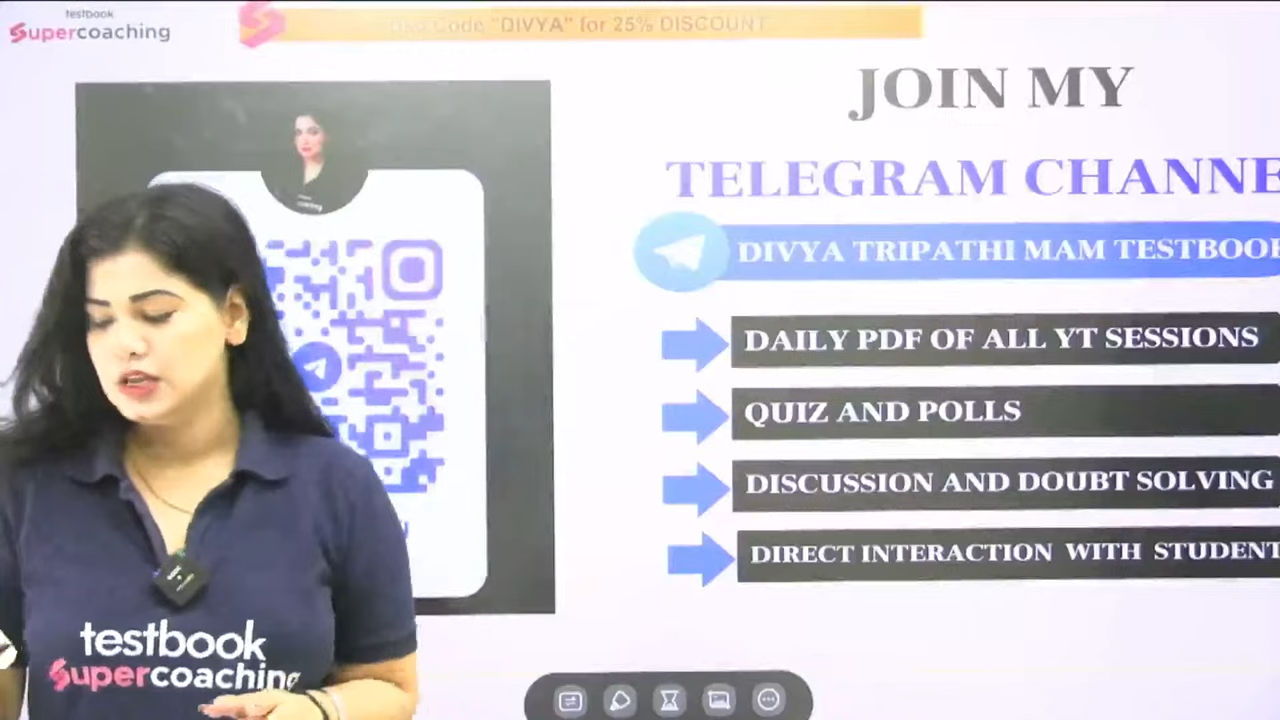 testbook
Supercoaching
Use Code "DIVYA" for 25% DISCOUNT
JOIN MY
TELEGRAM CHANNE
DIVYA TRIPATHI MAM TESTBOOK
DAILY PDF OF ALL YT SESSIONS
QUIZ AND POLLS
DISCUSSION AND DOUBT SOLVING
DIRECT INTERACTION WITH STUDENT
testbook
Supercoaching